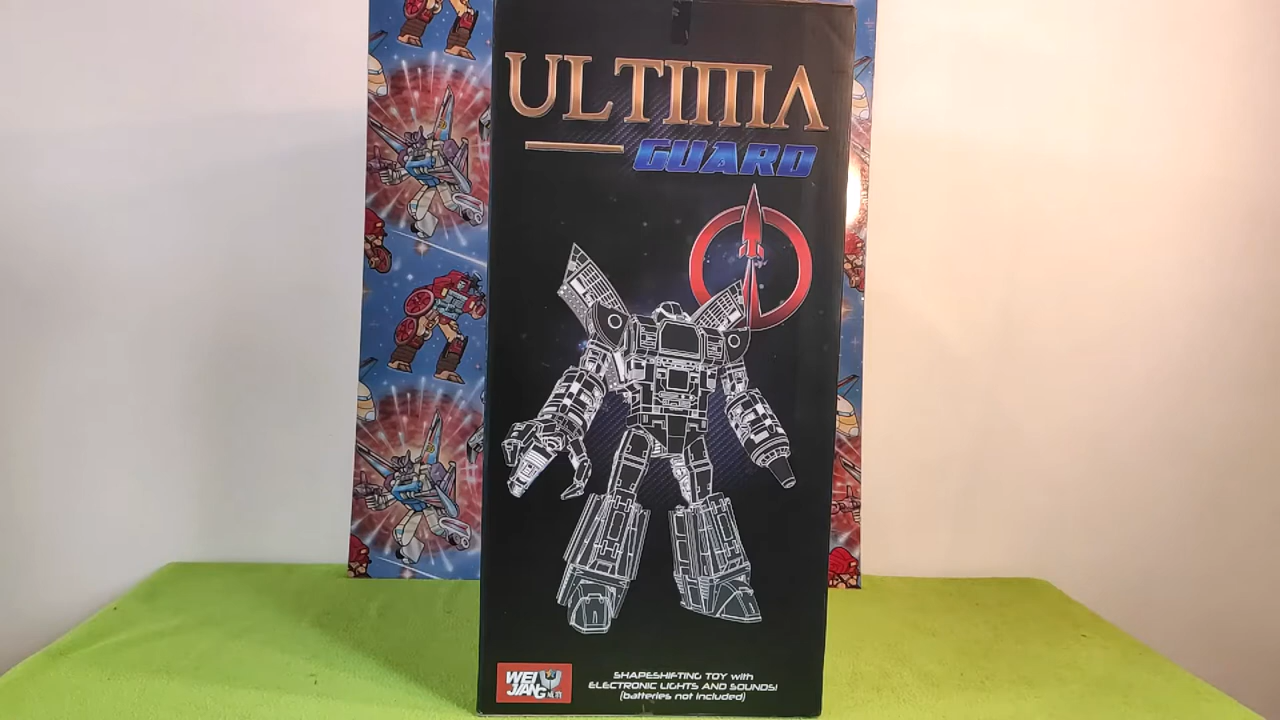 ULTIMA
GUARD
WEI
JIANG
SHAPESHIFTING TOY with
ELECTRONIC LIGHTS AND SOUNDS!
(batteries not included)